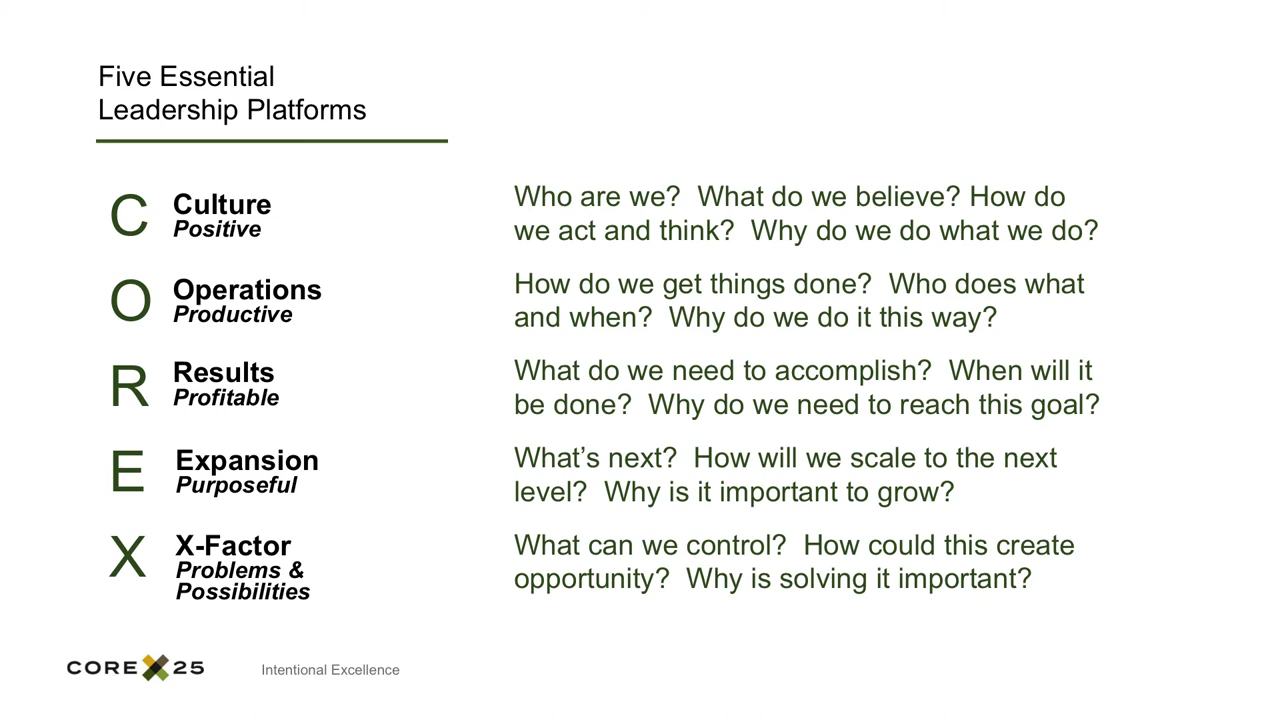 Five Essential
Leadership Platforms
C
Culture
Positive
Who are we?  What do we believe? How do
we act and think?  Why do we do what we do?
O
Operations
Productive
How do we get things done?  Who does what
and when?  Why do we do it this way?
R
Results
Profitable
What do we need to accomplish?  When will it
be done?  Why do we need to reach this goal?
E
Expansion
Purposeful
What’s next?  How will we scale to the next
level?  Why is it important to grow?
X
X-Factor
Problems &
Possibilities
What can we control?  How could this create
opportunity?  Why is solving it important?
CORE X 25
Intentional Excellence